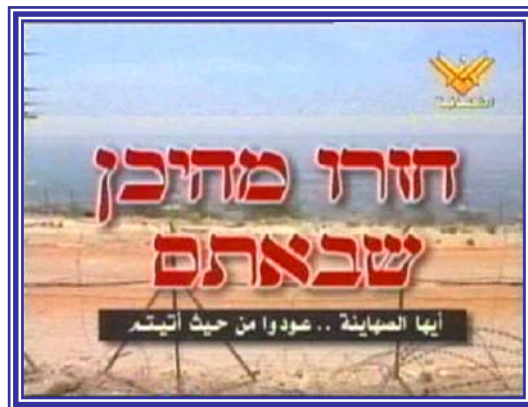 חזרו מהיכן
שבאתם
أيها الصهاينة .. عودوا من حيث أتيتم